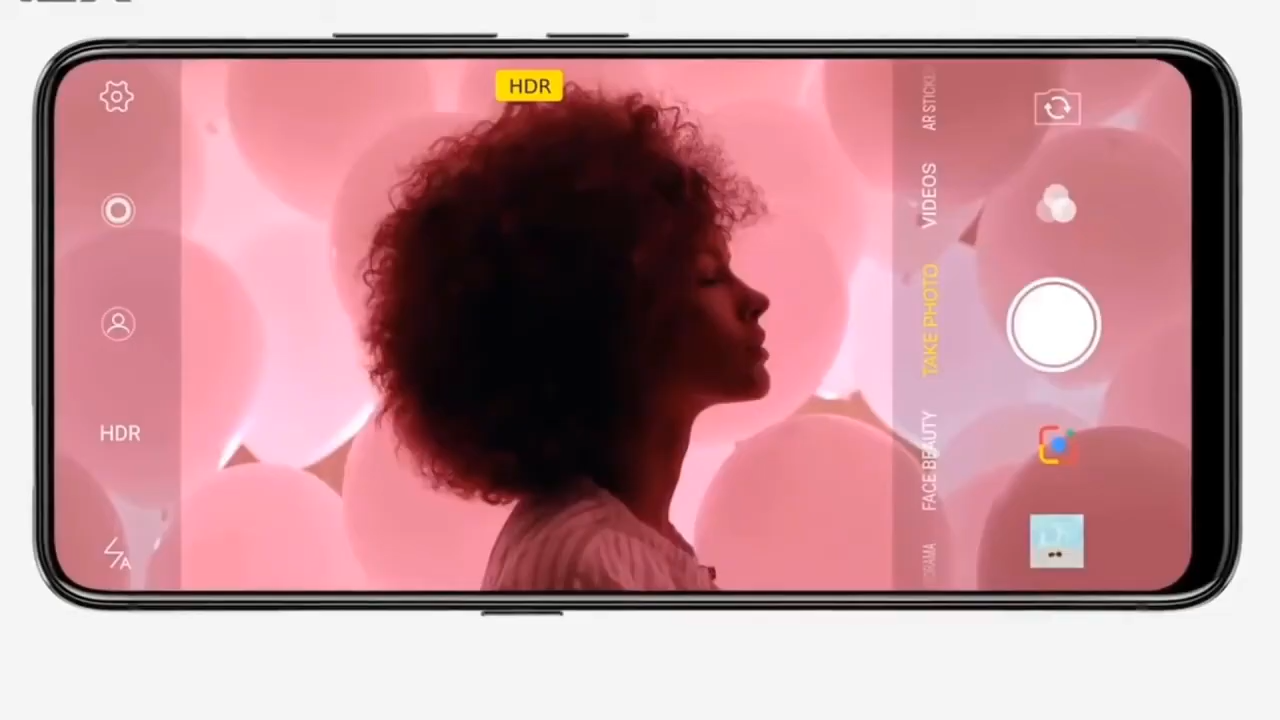 HDR
HDR
A
AR STICK
VIDEOS
TAKE PHOTO
FACE BEAUTY